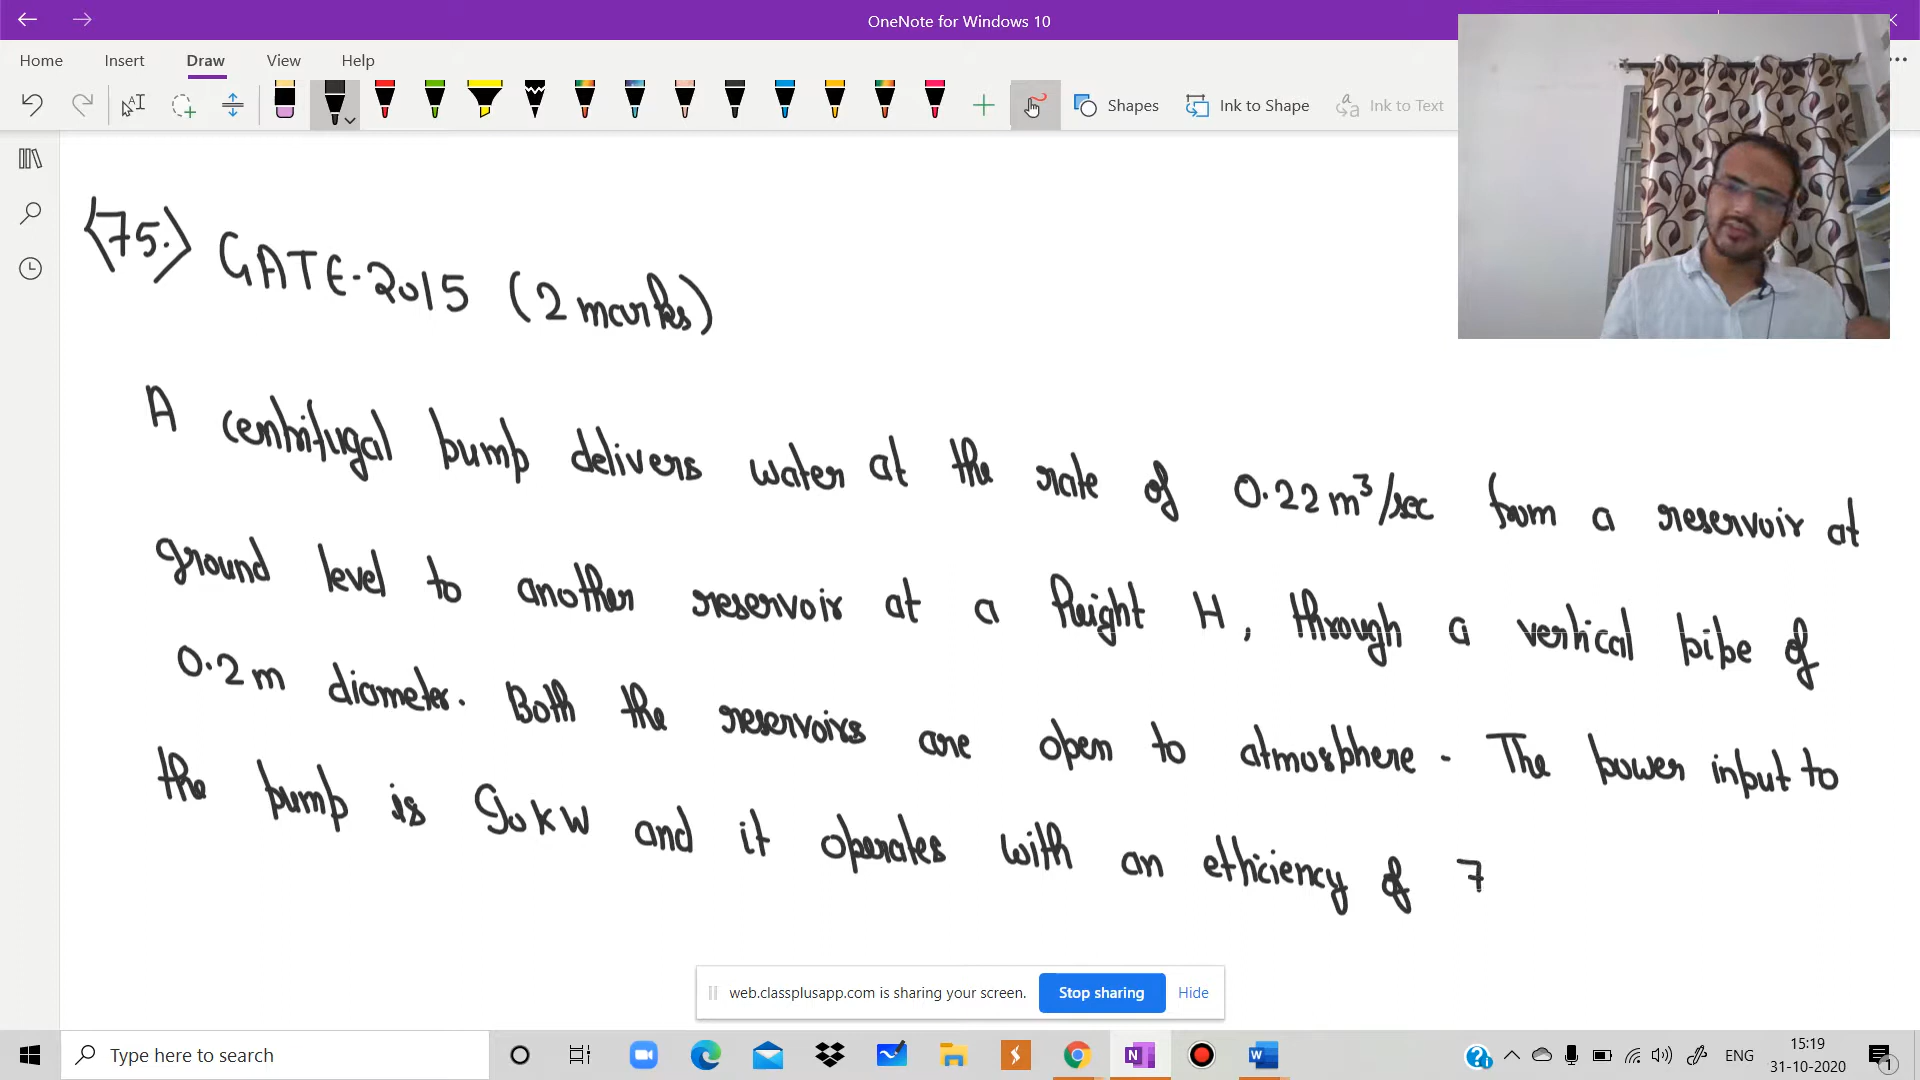 OneNote for Windows 10
Home Insert Draw View Help
Shapes Ink to Shape Ink to Text
<75.> GATE-2015 (2 marks)
A centrifugal pump delivers water at the rate of 0.22 m³/sec from a reservoir at
ground level to another reservoir at a height H, through a vertical pipe of
0.2 m diameter. Both the reservoirs are open to atmosphere. The power input to
the pump is 90 kW and it operates with an efficiency of 7
web.classplusapp.com is sharing your screen. Stop sharing Hide
Type here to search
ENG
15:19
31-10-2020
1